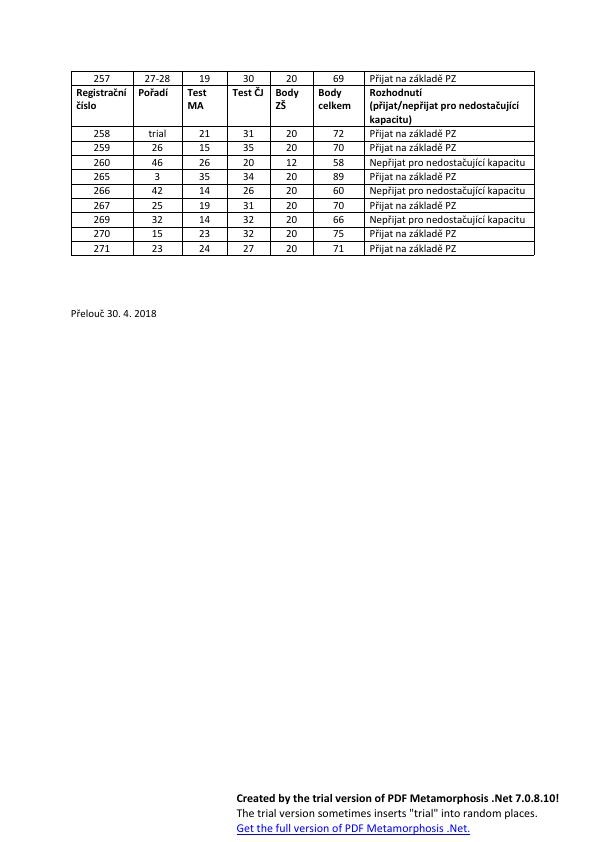 257 27-28 19 30 20 69 Přijat na základě PZ
Registrační Pořadí Test Test ČJ Body Body Rozhodnutí
číslo MA ZŠ celkem (přijat/nepřijat pro nedostačující
kapacitu)
258 trial 21 31 20 72 Přijat na základě PZ
259 26 15 35 20 70 Přijat na základě PZ
260 46 26 20 12 58 Nepřijat pro nedostačující kapacitu
265 3 35 34 20 89 Přijat na základě PZ
266 42 14 26 20 60 Nepřijat pro nedostačující kapacitu
267 25 19 31 20 70 Přijat na základě PZ
269 32 14 32 20 66 Nepřijat pro nedostačující kapacitu
270 15 23 32 20 75 Přijat na základě PZ
271 23 24 27 20 71 Přijat na základě PZ
Přelouč 30. 4. 2018
Created by the trial version of PDF Metamorphosis .Net 7.0.8.10!
The trial version sometimes inserts "trial" into random places.
Get the full version of PDF Metamorphosis .Net.